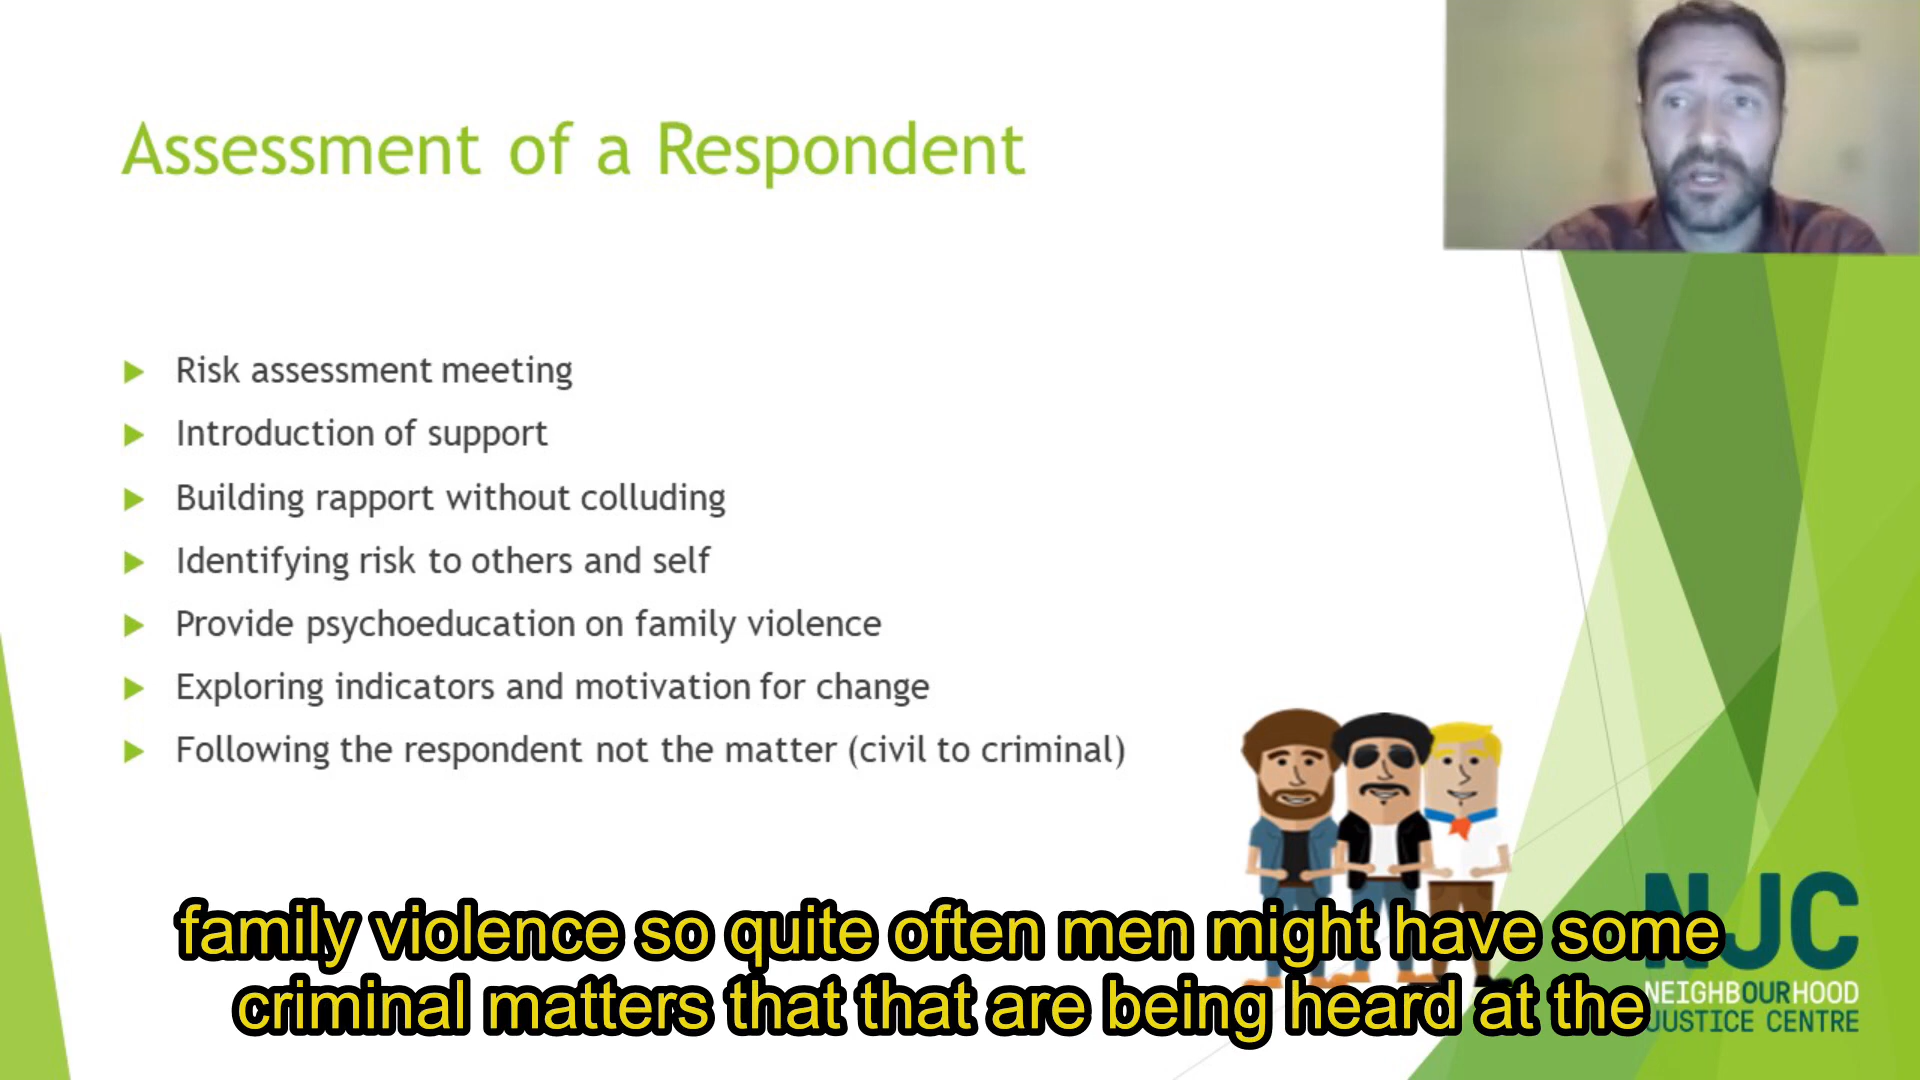 Assessment of a Respondent
Risk assessment meeting
Introduction of support
Building rapport without colluding
Identifying risk to others and self
Provide psychoeducation on family violence
Exploring indicators and motivation for change
Following the respondent not the matter (civil to criminal)
family violence so quite often men might have some
criminal matters that that are being heard at the
NJC
NEIGHBOURHOOD
JUSTICE CENTRE